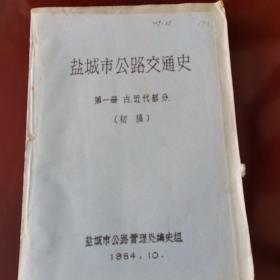 盐城市公路交通史
第一册 古、近代部分.
(初稿)
盐城市公路管理处编史组
1984.10.